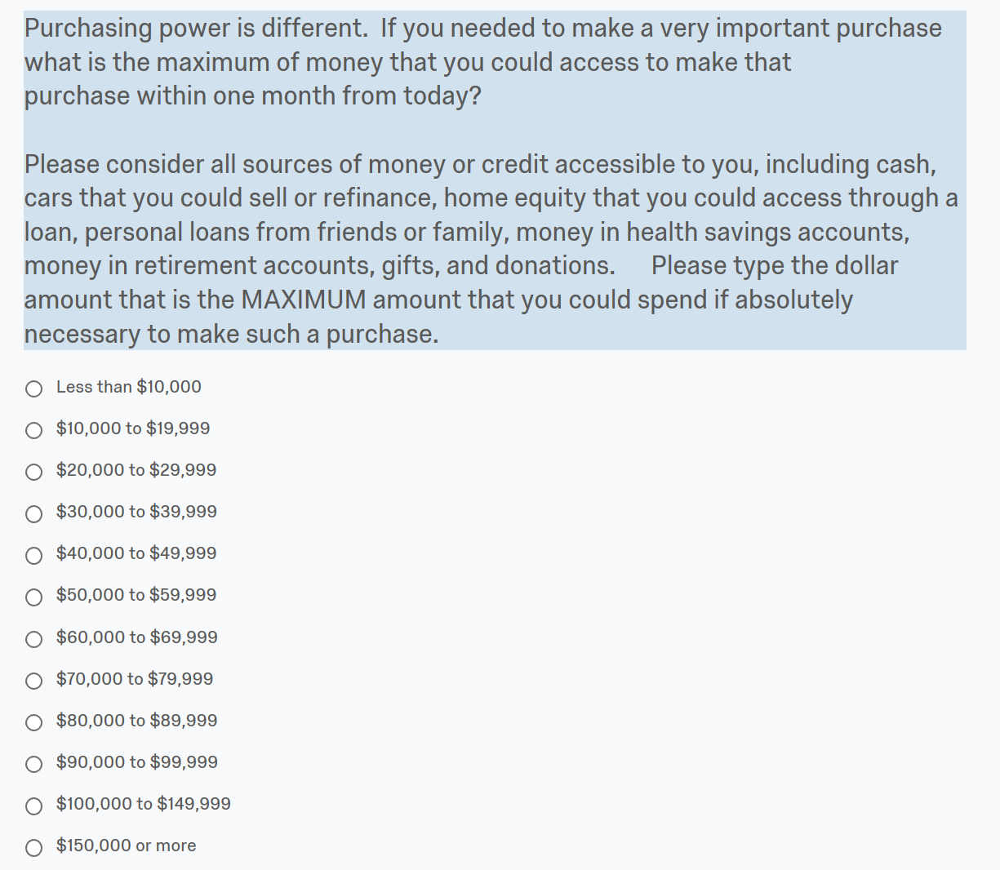 Purchasing power is different.  If you needed to make a very important purchase
what is the maximum of money that you could access to make that
purchase within one month from today?
Please consider all sources of money or credit accessible to you, including cash,
cars that you could sell or refinance, home equity that you could access through a
loan, personal loans from friends or family, money in health savings accounts,
money in retirement accounts, gifts, and donations.     Please type the dollar
amount that is the MAXIMUM amount that you could spend if absolutely
necessary to make such a purchase.
Less than $10,000
$10,000 to $19,999
$20,000 to $29,999
$30,000 to $39,999
$40,000 to $49,999
$50,000 to $59,999
$60,000 to $69,999
$70,000 to $79,999
$80,000 to $89,999
$90,000 to $99,999
$100,000 to $149,999
$150,000 or more